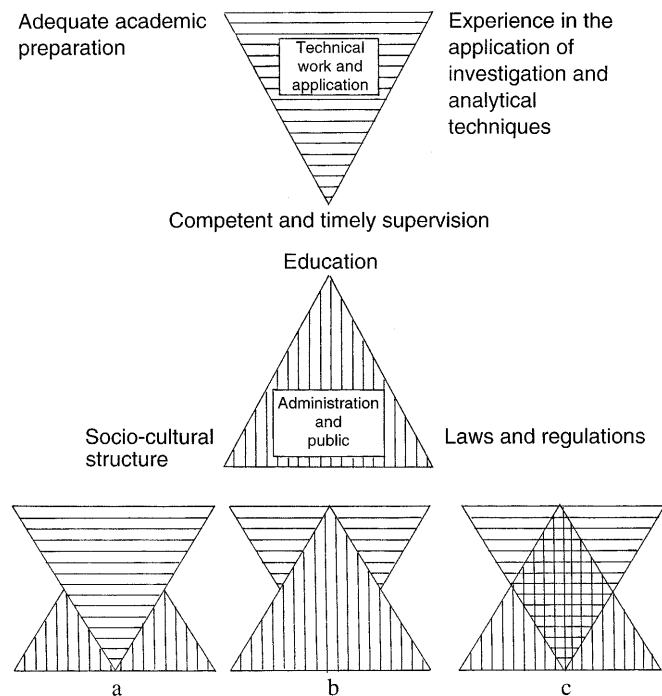 Adequate academic
preparation
Technical
work and
application
Experience in the
application of
investigation and
analytical
techniques
Competent and timely supervision
Education
Administration
and
public
Socio-cultural
structure
Laws and regulations
a
b
c